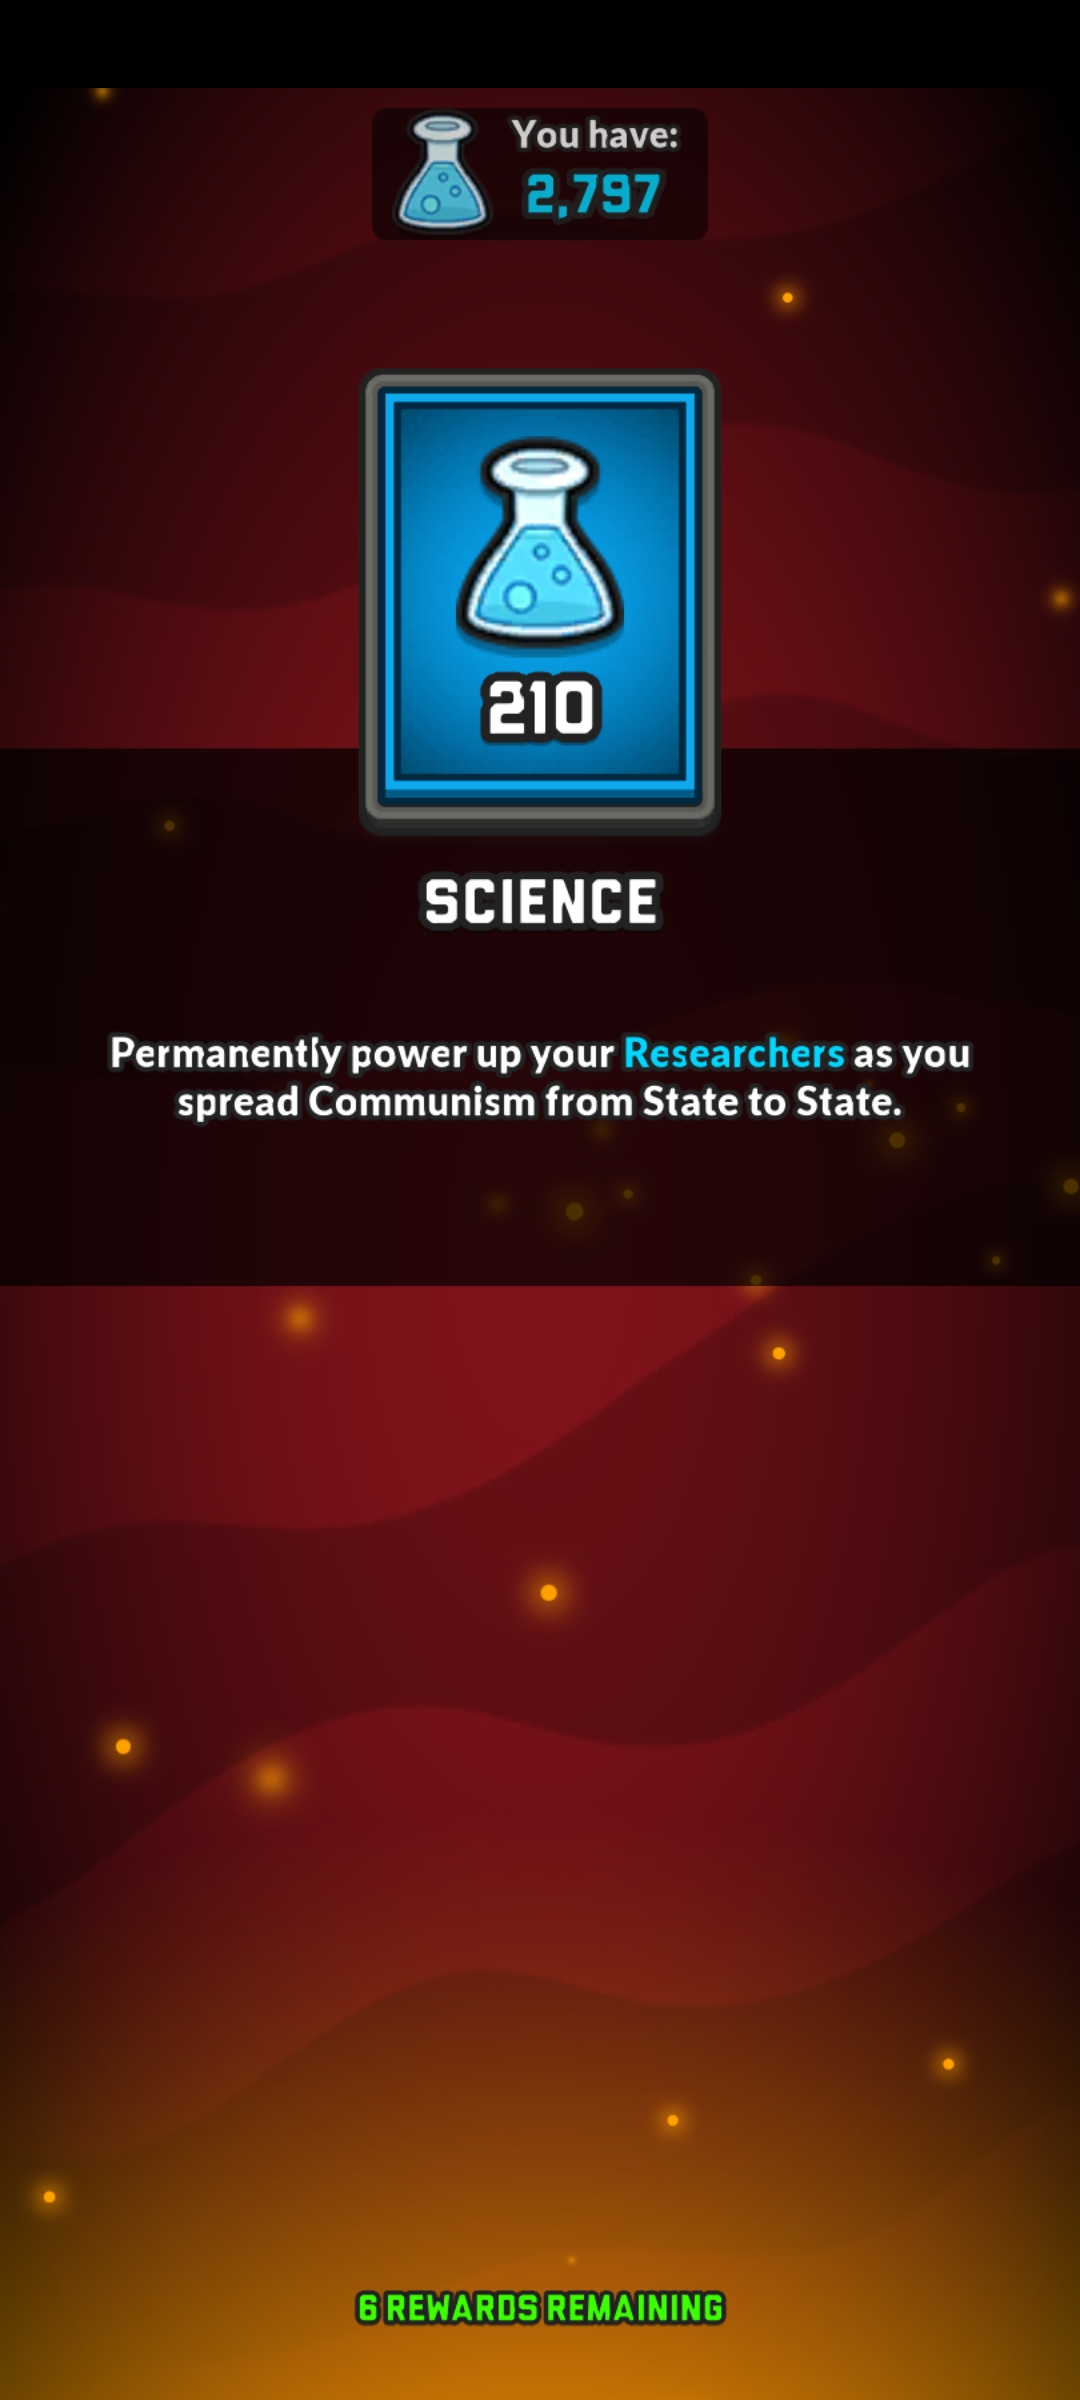 You have:
2,797
210
SCIENCE
Permanently power up your Researchers as you
spread Communism from State to State.
6 REWARDS REMAINING